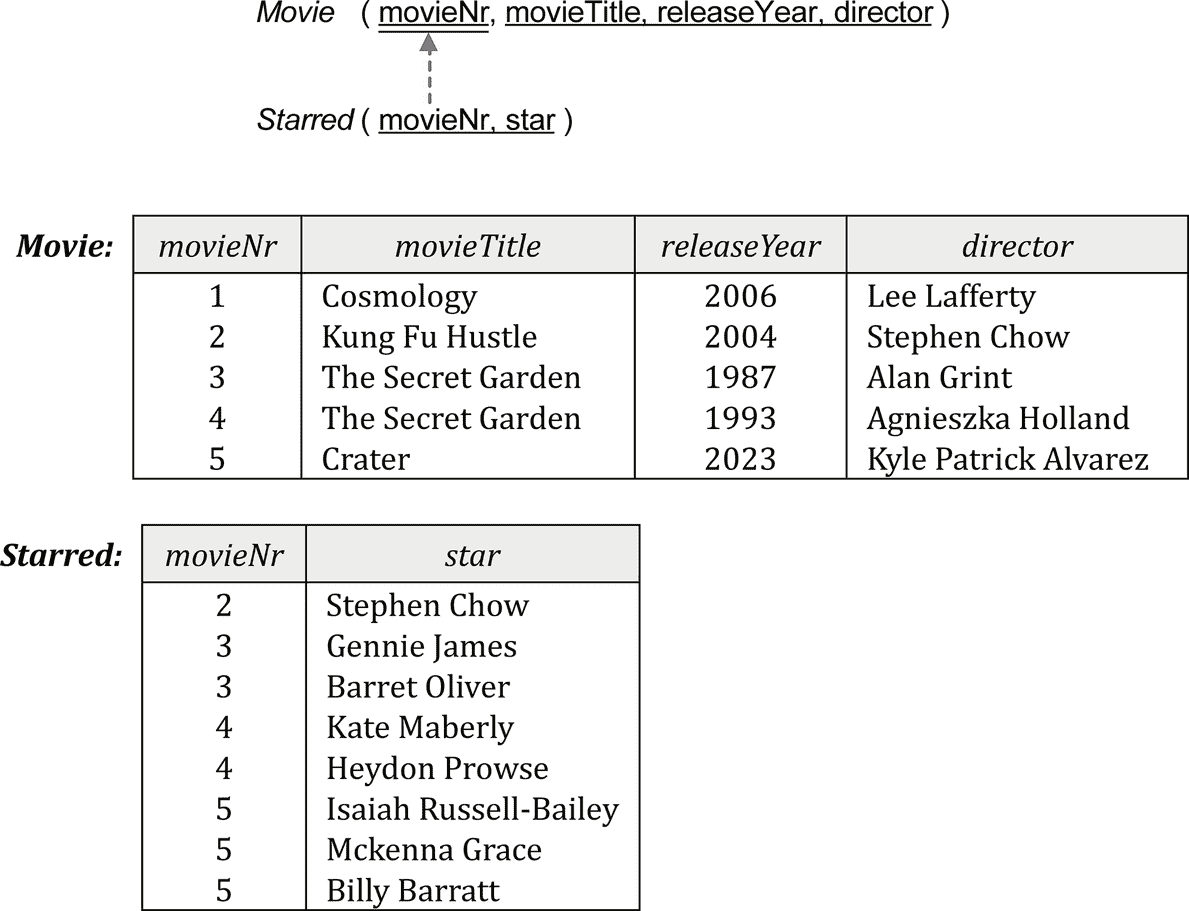 Movie ( movieNr, movieTitle, releaseYear, director )
Starred ( movieNr, star )
Movie: movieNr movieTitle releaseYear director
1 Cosmology 2006 Lee Lafferty
2 Kung Fu Hustle 2004 Stephen Chow
3 The Secret Garden 1987 Alan Grint
4 The Secret Garden 1993 Agnieszka Holland
5 Crater 2023 Kyle Patrick Alvarez
Starred: movieNr star
2 Stephen Chow
3 Gennie James
3 Barret Oliver
4 Kate Maberly
4 Heydon Prowse
5 Isaiah Russell-Bailey
5 Mckenna Grace
5 Billy Barratt